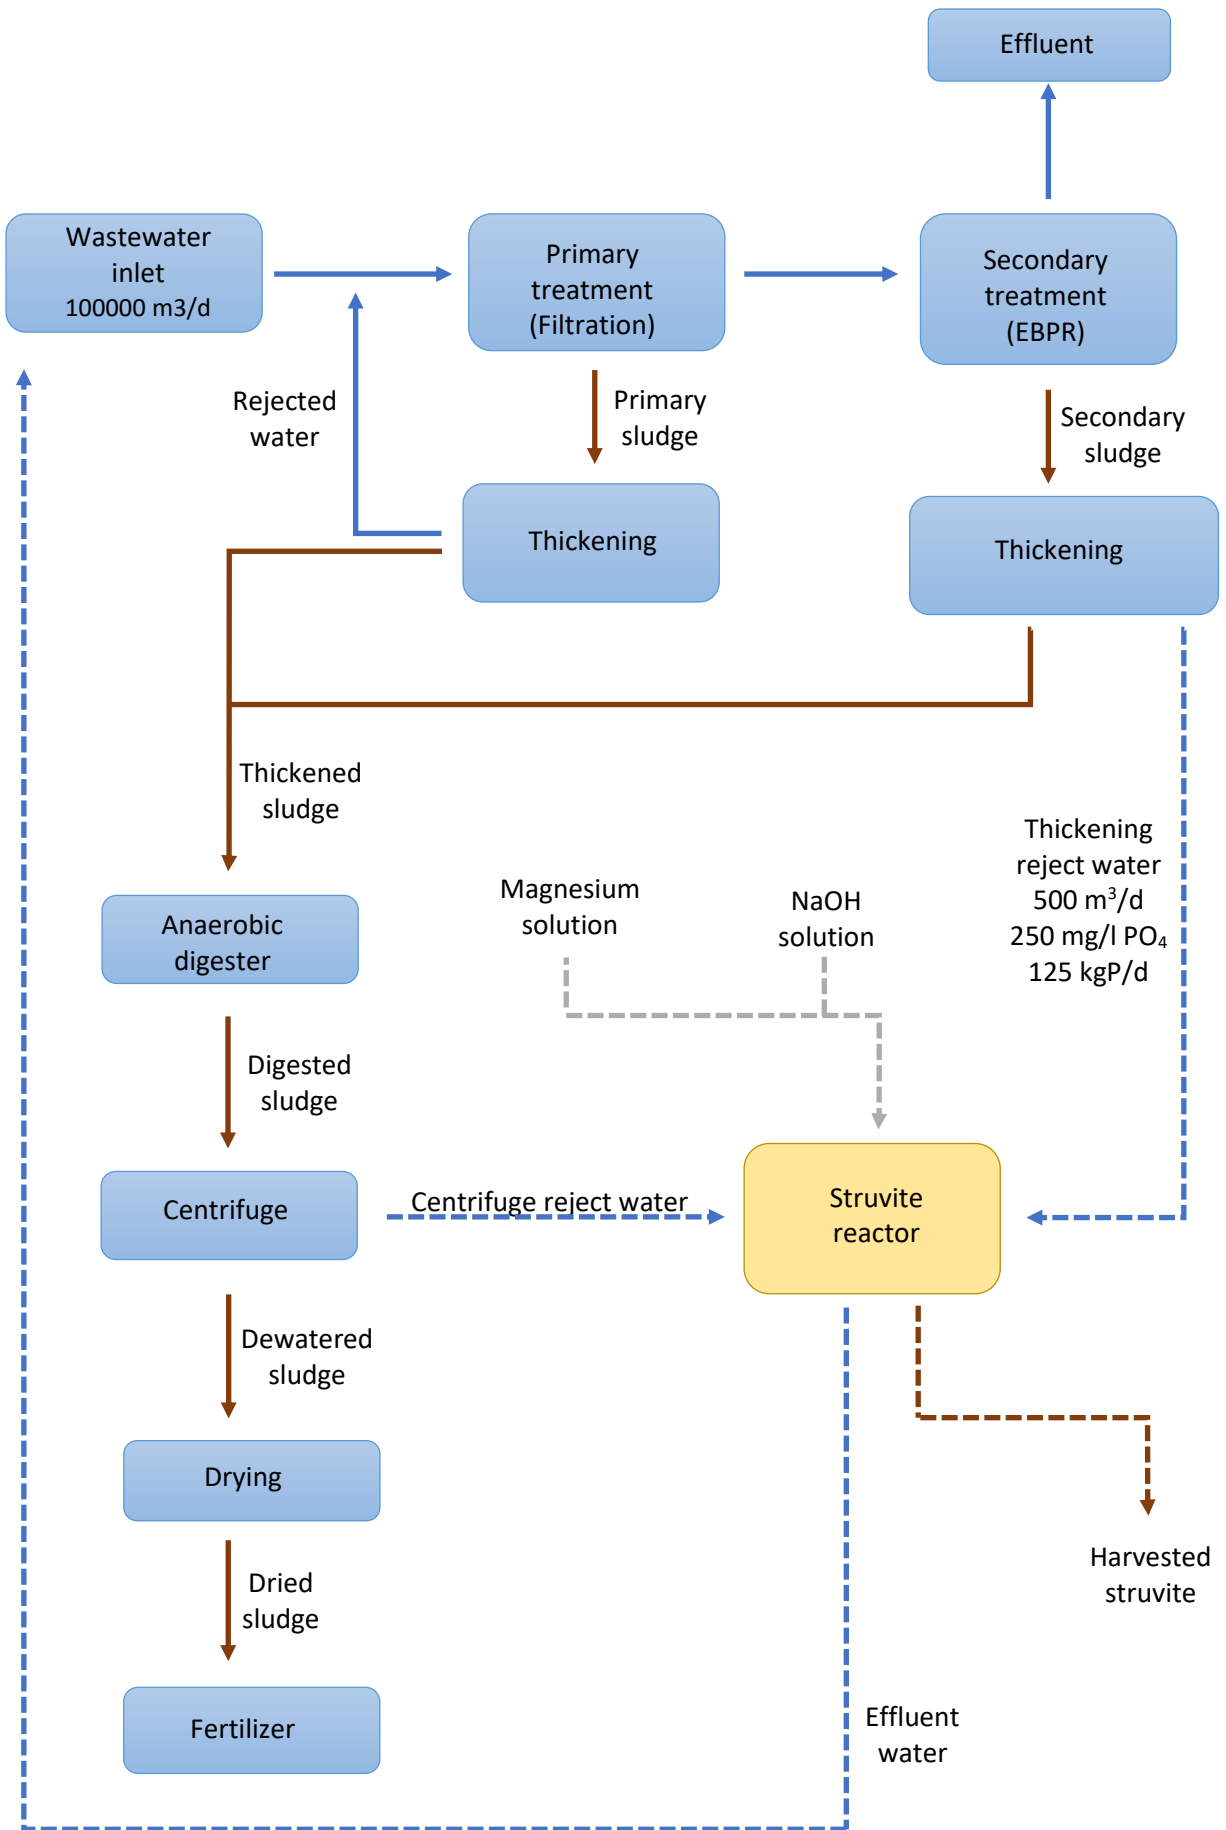 Effluent
Wastewater
inlet
100000 m3/d
Primary
treatment
(Filtration)
Secondary
treatment
(EBPR)
Rejected
water
Primary
sludge
Secondary
sludge
Thickening
Thickening
Thickened
sludge
Thickening
reject water
500 m³/d
250 mg/l PO₄
125 kgP/d
Magnesium
solution
NaOH
solution
Anaerobic
digester
Digested
sludge
Centrifuge
Centrifuge reject water
Struvite
reactor
Dewatered
sludge
Drying
Harvested
struvite
Dried
sludge
Fertilizer
Effluent
water